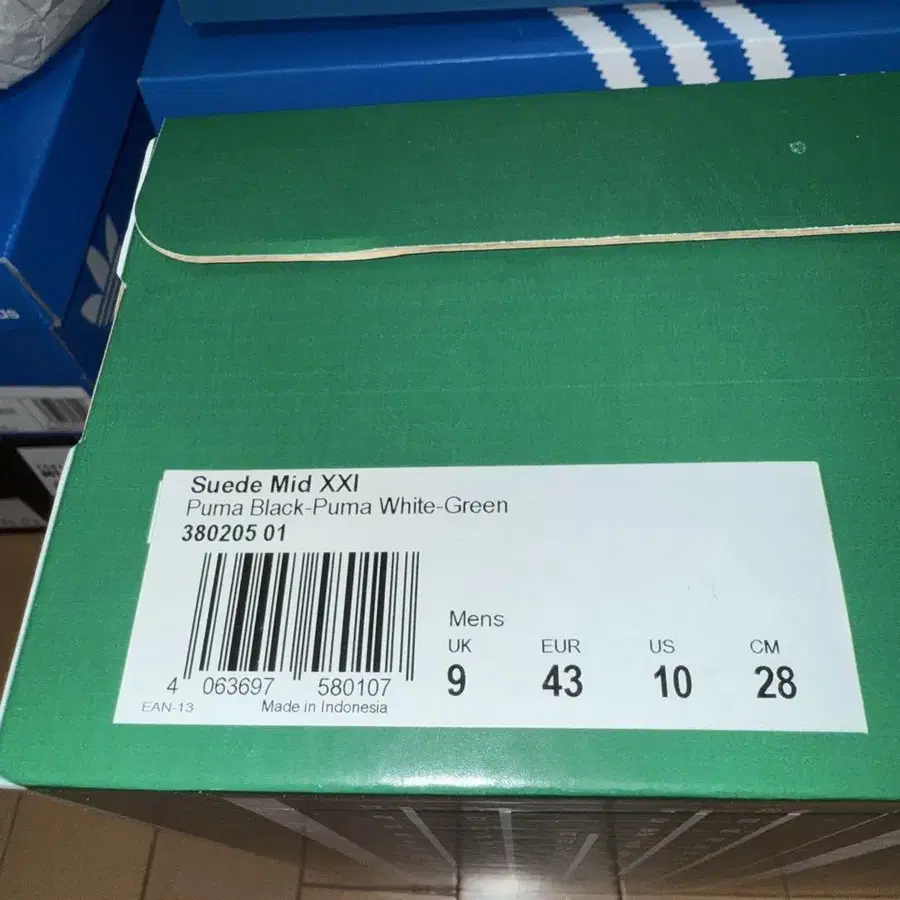 Suede Mid XXI
Puma Black-Puma White-Green
380205 01
Mens
UK EUR US CM
9 43 10 28
4 063697 580107
EAN-13 Made in Indonesia